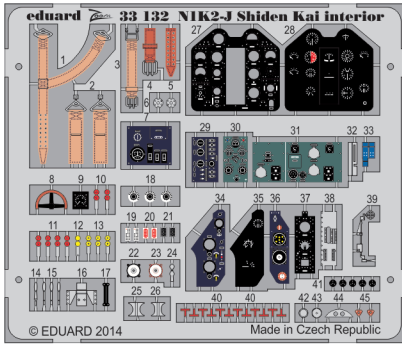 eduard Zoom 33 132 N1K2-J Shiden Kai interior
27 28
1 3 4 5
2 6
7
29 30 31 32 33
8 9 10 18
34 35 36 37 38 39
11 12 13 19 20 21
22 23 24
14 15 16 17
25 26
40 40 41 42 43 44 45
© EDUARD 2014
Made in Czech Republic